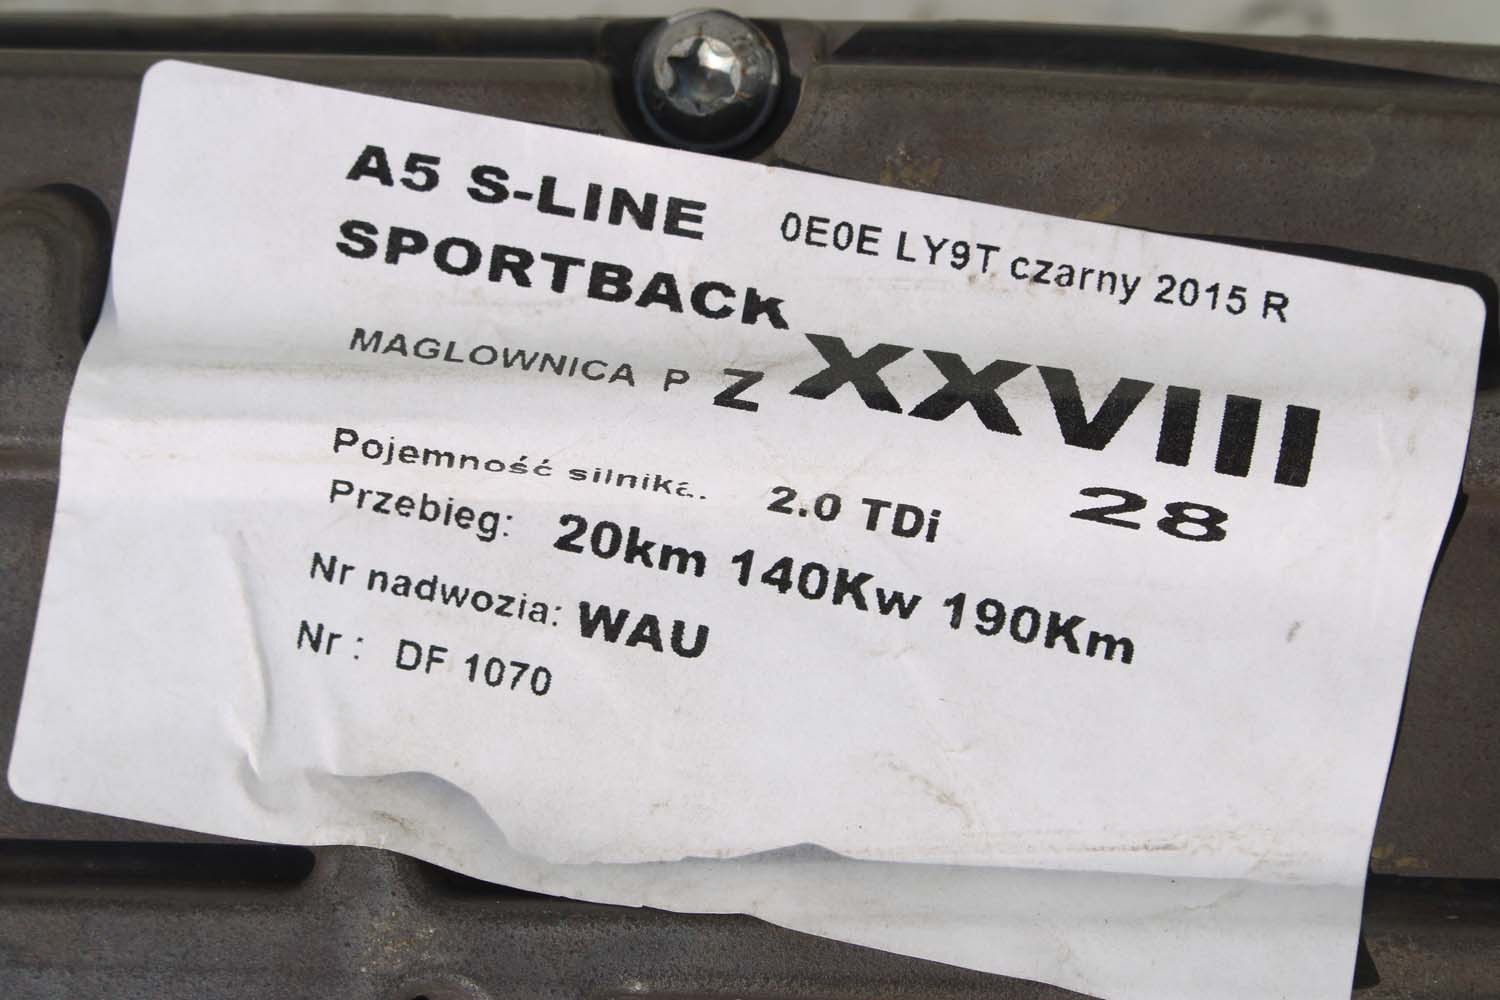 A5 S-LINE 0E0E LY9T czarny 2015 R
SPORTBACK
MAGLOWNICA P Z XXVIII
Pojemność silnika.. 2.0 TDi 28
Przebieg: 20km 140Kw 190Km
Nr nadwozia: WAU
Nr : DF 1070